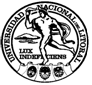 UNIVERSIDAD NACIONAL DEL LITORAL
LUX
INDEFICIENS